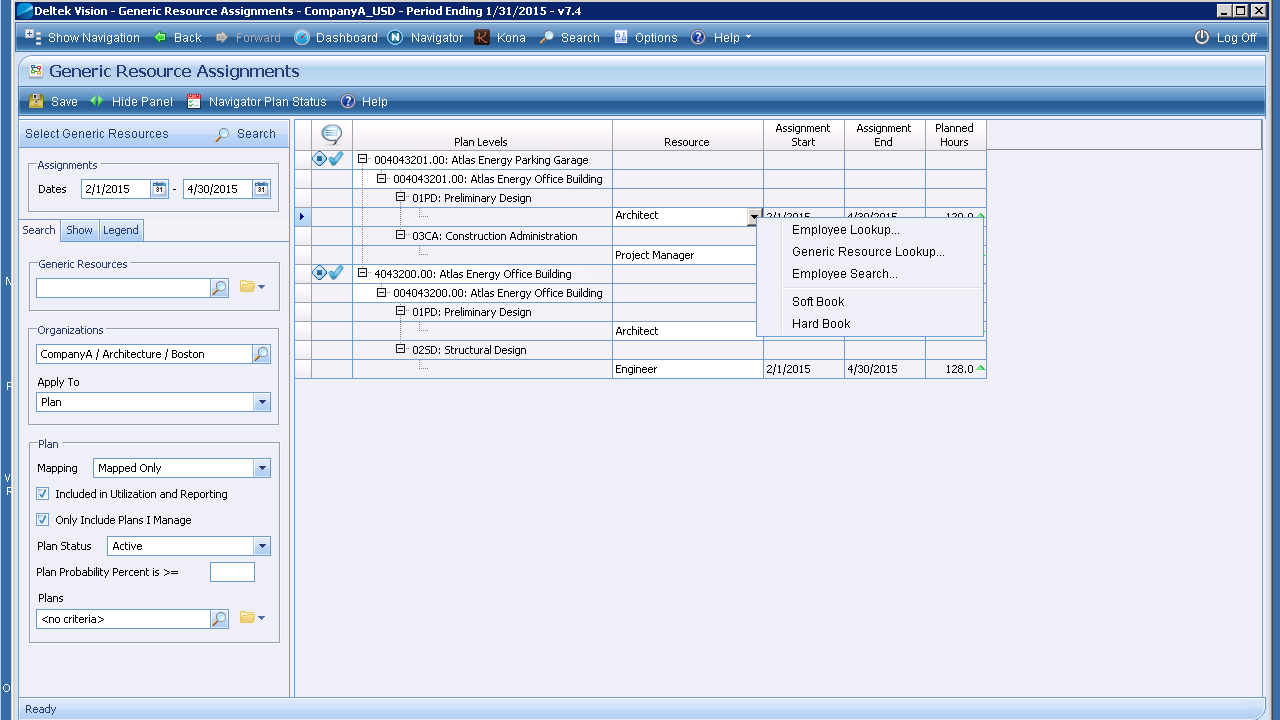 Deltek Vision - Generic Resource Assignments - CompanyA_USD - Period Ending 1/31/2015 - v7.4
Show Navigation Back Forward Dashboard Navigator Kona Search Options Help Log Off
Generic Resource Assignments
Save Hide Panel Navigator Plan Status Help
Select Generic Resources Search
Assignments
Dates 2/1/2015 - 4/30/2015
Search Show Legend
Generic Resources
Organizations
CompanyA / Architecture / Boston
Apply To
Plan
Plan
Mapping Mapped Only
Included in Utilization and Reporting
Only Include Plans I Manage
Plan Status Active
Plan Probability Percent is >=
Plans
<no criteria>
Plan Levels Resource Assignment Start Assignment End Planned Hours
004043201.00: Atlas Energy Parking Garage
004043201.00: Atlas Energy Office Building
01PD: Preliminary Design
Architect 2/1/2015 4/30/2015 120.0
03CA: Construction Administration
Project Manager
4043200.00: Atlas Energy Office Building
004043200.00: Atlas Energy Office Building
01PD: Preliminary Design
Architect
02SD: Structural Design
Engineer 2/1/2015 4/30/2015 128.0
Employee Lookup...
Generic Resource Lookup...
Employee Search...
Soft Book
Hard Book
Ready